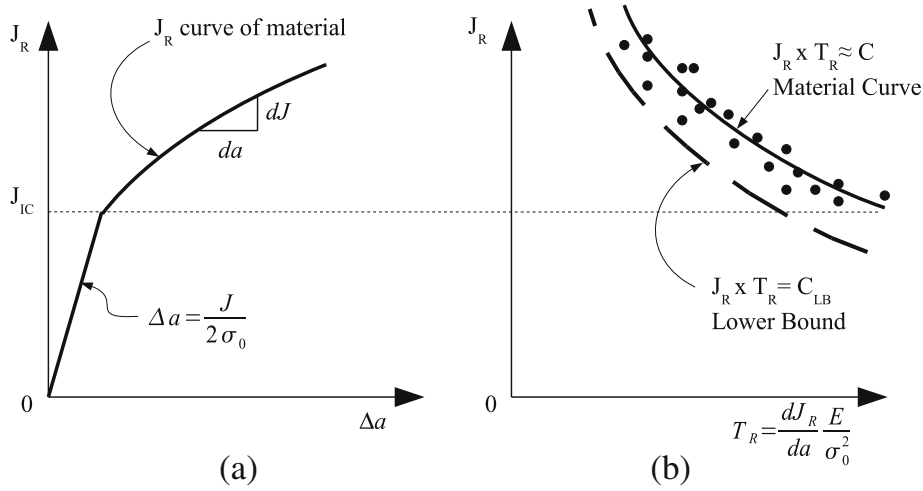 J_R
J_R curve of material
dJ
da
J_IC
Δa = J / 2σ_0
0
Δa
(a)
J_R
J_R x T_R ≈ C
Material Curve
J_R x T_R = C_LB
Lower Bound
0
T_R = dJ_R/da E/σ_0^2
(b)